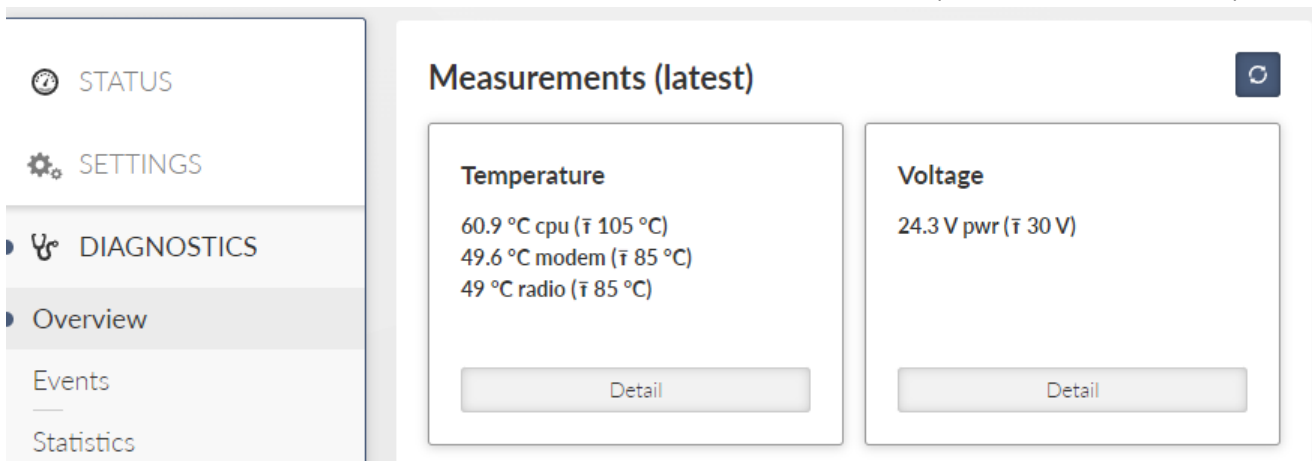 STATUS
SETTINGS
DIAGNOSTICS
Overview
Events
Statistics
Measurements (latest)
Temperature
60.9 °C cpu (⤒ 105 °C)
49.6 °C modem (⤒ 85 °C)
49 °C radio (⤒ 85 °C)
Detail
Voltage
24.3 V pwr (⤒ 30 V)
Detail